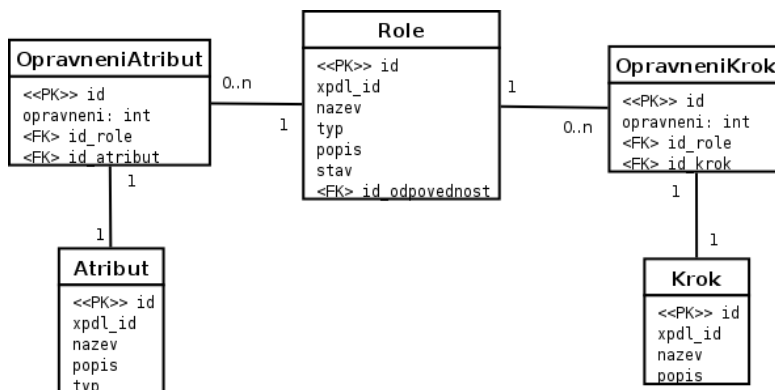 OpravneniAtribut
<<PK>> id
opravneni: int
<FK> id_role
<FK> id_atribut
0..n
1
Role
<<PK>> id
xpdl_id
nazev
typ
popis
stav
<FK> id_odpovednost
1
0..n
OpravneniKrok
<<PK>> id
opravneni: int
<FK> id_role
<FK> id_krok
1
1
Atribut
<<PK>> id
xpdl_id
nazev
popis
typ
1
1
Krok
<<PK>> id
xpdl_id
nazev
popis